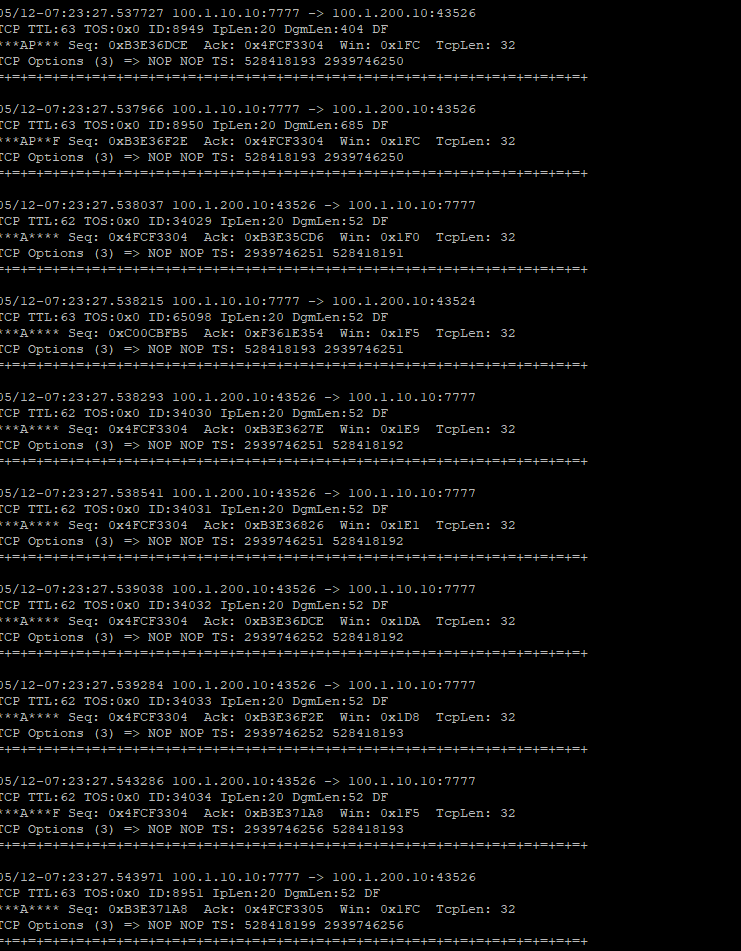 05/12-07:23:27.537727 100.1.10.10:7777 -> 100.1.200.10:43526
TCP TTL:63 TOS:0x0 ID:8949 IpLen:20 DgmLen:404 DF
***AP*** Seq: 0xB3E36DCE  Ack: 0x4FCF3304  Win: 0x1FC  TcpLen: 32
TCP Options (3) => NOP NOP TS: 528418193 2939746250
=+=+=+=+=+=+=+=+=+=+=+=+=+=+=+=+=+=+=+=+=+=+=+=+=+=+=+=+=+=+=+=+=+=+=+=+=+
05/12-07:23:27.537966 100.1.10.10:7777 -> 100.1.200.10:43526
TCP TTL:63 TOS:0x0 ID:8950 IpLen:20 DgmLen:685 DF
***AP**F Seq: 0xB3E36F2E  Ack: 0x4FCF3304  Win: 0x1FC  TcpLen: 32
TCP Options (3) => NOP NOP TS: 528418193 2939746250
=+=+=+=+=+=+=+=+=+=+=+=+=+=+=+=+=+=+=+=+=+=+=+=+=+=+=+=+=+=+=+=+=+=+=+=+=+
05/12-07:23:27.538037 100.1.200.10:43526 -> 100.1.10.10:7777
TCP TTL:62 TOS:0x0 ID:34029 IpLen:20 DgmLen:52 DF
***A**** Seq: 0x4FCF3304  Ack: 0xB3E35CD6  Win: 0x1F0  TcpLen: 32
TCP Options (3) => NOP NOP TS: 2939746251 528418191
=+=+=+=+=+=+=+=+=+=+=+=+=+=+=+=+=+=+=+=+=+=+=+=+=+=+=+=+=+=+=+=+=+=+=+=+=+
05/12-07:23:27.538215 100.1.10.10:7777 -> 100.1.200.10:43524
TCP TTL:63 TOS:0x0 ID:65098 IpLen:20 DgmLen:52 DF
***A**** Seq: 0xC00CBFB5  Ack: 0xF361E354  Win: 0x1F5  TcpLen: 32
TCP Options (3) => NOP NOP TS: 528418193 2939746251
=+=+=+=+=+=+=+=+=+=+=+=+=+=+=+=+=+=+=+=+=+=+=+=+=+=+=+=+=+=+=+=+=+=+=+=+=+
05/12-07:23:27.538293 100.1.200.10:43526 -> 100.1.10.10:7777
TCP TTL:62 TOS:0x0 ID:34030 IpLen:20 DgmLen:52 DF
***A**** Seq: 0x4FCF3304  Ack: 0xB3E3627E  Win: 0x1E9  TcpLen: 32
TCP Options (3) => NOP NOP TS: 2939746251 528418192
=+=+=+=+=+=+=+=+=+=+=+=+=+=+=+=+=+=+=+=+=+=+=+=+=+=+=+=+=+=+=+=+=+=+=+=+=+
05/12-07:23:27.538541 100.1.200.10:43526 -> 100.1.10.10:7777
TCP TTL:62 TOS:0x0 ID:34031 IpLen:20 DgmLen:52 DF
***A**** Seq: 0x4FCF3304  Ack: 0xB3E36826  Win: 0x1E1  TcpLen: 32
TCP Options (3) => NOP NOP TS: 2939746251 528418192
=+=+=+=+=+=+=+=+=+=+=+=+=+=+=+=+=+=+=+=+=+=+=+=+=+=+=+=+=+=+=+=+=+=+=+=+=+
05/12-07:23:27.539038 100.1.200.10:43526 -> 100.1.10.10:7777
TCP TTL:62 TOS:0x0 ID:34032 IpLen:20 DgmLen:52 DF
***A**** Seq: 0x4FCF3304  Ack: 0xB3E36DCE  Win: 0x1DA  TcpLen: 32
TCP Options (3) => NOP NOP TS: 2939746252 528418192
=+=+=+=+=+=+=+=+=+=+=+=+=+=+=+=+=+=+=+=+=+=+=+=+=+=+=+=+=+=+=+=+=+=+=+=+=+
05/12-07:23:27.539284 100.1.200.10:43526 -> 100.1.10.10:7777
TCP TTL:62 TOS:0x0 ID:34033 IpLen:20 DgmLen:52 DF
***A**** Seq: 0x4FCF3304  Ack: 0xB3E36F2E  Win: 0x1D8  TcpLen: 32
TCP Options (3) => NOP NOP TS: 2939746252 528418193
=+=+=+=+=+=+=+=+=+=+=+=+=+=+=+=+=+=+=+=+=+=+=+=+=+=+=+=+=+=+=+=+=+=+=+=+=+
05/12-07:23:27.543286 100.1.200.10:43526 -> 100.1.10.10:7777
TCP TTL:62 TOS:0x0 ID:34034 IpLen:20 DgmLen:52 DF
***A***F Seq: 0x4FCF3304  Ack: 0xB3E371A8  Win: 0x1F5  TcpLen: 32
TCP Options (3) => NOP NOP TS: 2939746256 528418193
=+=+=+=+=+=+=+=+=+=+=+=+=+=+=+=+=+=+=+=+=+=+=+=+=+=+=+=+=+=+=+=+=+=+=+=+=+
05/12-07:23:27.543971 100.1.10.10:7777 -> 100.1.200.10:43526
TCP TTL:63 TOS:0x0 ID:8951 IpLen:20 DgmLen:52 DF
***A**** Seq: 0xB3E371A8  Ack: 0x4FCF3305  Win: 0x1FC  TcpLen: 32
TCP Options (3) => NOP NOP TS: 528418199 2939746256
=+=+=+=+=+=+=+=+=+=+=+=+=+=+=+=+=+=+=+=+=+=+=+=+=+=+=+=+=+=+=+=+=+=+=+=+=+